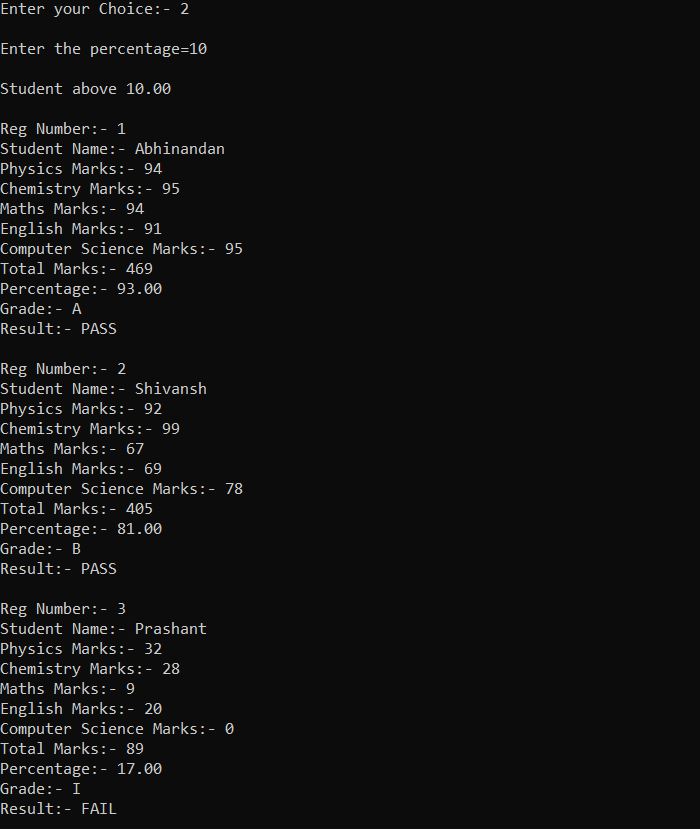 Enter your Choice:- 2
Enter the percentage=10
Student above 10.00
Reg Number:- 1
Student Name:- Abhinandan
Physics Marks:- 94
Chemistry Marks:- 95
Maths Marks:- 94
English Marks:- 91
Computer Science Marks:- 95
Total Marks:- 469
Percentage:- 93.00
Grade:- A
Result:- PASS
Reg Number:- 2
Student Name:- Shivansh
Physics Marks:- 92
Chemistry Marks:- 99
Maths Marks:- 67
English Marks:- 69
Computer Science Marks:- 78
Total Marks:- 405
Percentage:- 81.00
Grade:- B
Result:- PASS
Reg Number:- 3
Student Name:- Prashant
Physics Marks:- 32
Chemistry Marks:- 28
Maths Marks:- 9
English Marks:- 20
Computer Science Marks:- 0
Total Marks:- 89
Percentage:- 17.00
Grade:- I
Result:- FAIL